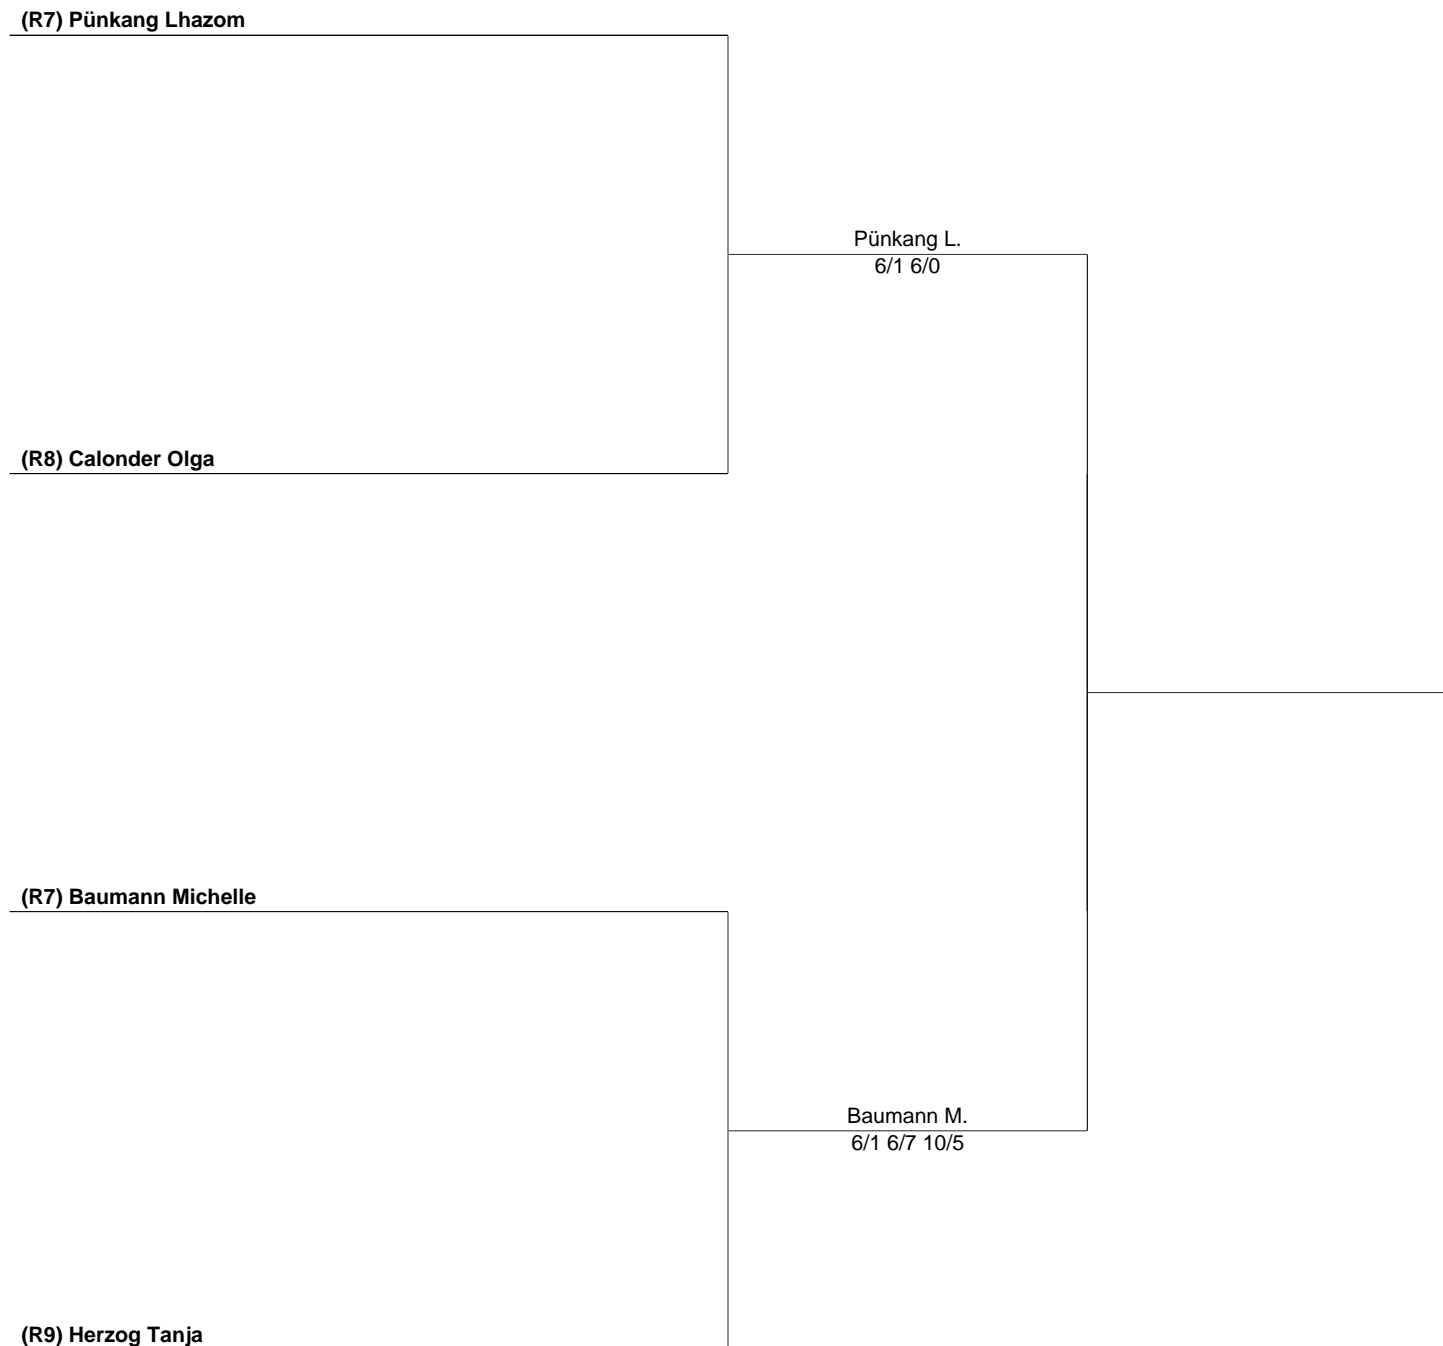 (R7) Pünkang Lhazom
Pünkang L.
6/1 6/0
(R8) Calonder Olga
(R7) Baumann Michelle
Baumann M.
6/1 6/7 10/5
(R9) Herzog Tanja